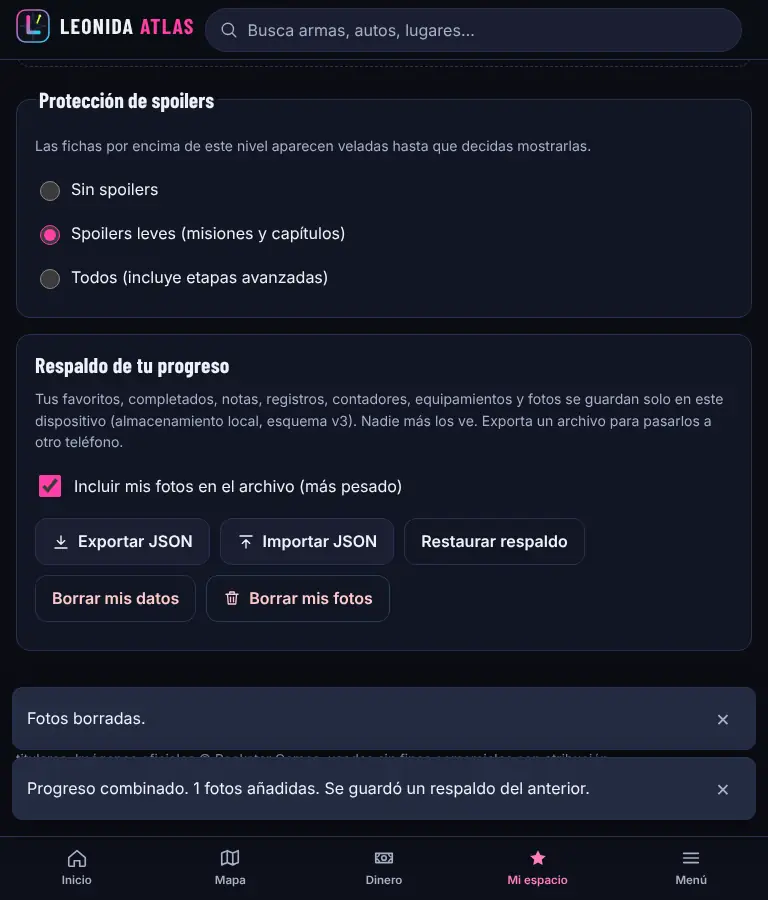 LEONIDA ATLAS
Busca armas, autos, lugares...
Protección de spoilers
Las fichas por encima de este nivel aparecen veladas hasta que decidas mostrarlas.
Sin spoilers
Spoilers leves (misiones y capítulos)
Todos (incluye etapas avanzadas)
Respaldo de tu progreso
Tus favoritos, completados, notas, registros, contadores, equipamientos y fotos se guardan solo en este
dispositivo (almacenamiento local, esquema v3). Nadie más los ve. Exporta un archivo para pasarlos a
otro teléfono.
Incluir mis fotos en el archivo (más pesado)
Exportar JSON
Importar JSON
Restaurar respaldo
Borrar mis datos
Borrar mis fotos
Fotos borradas.
Progreso combinado. 1 fotos añadidas. Se guardó un respaldo del anterior.
Inicio
Mapa
Dinero
Mi espacio
Menú